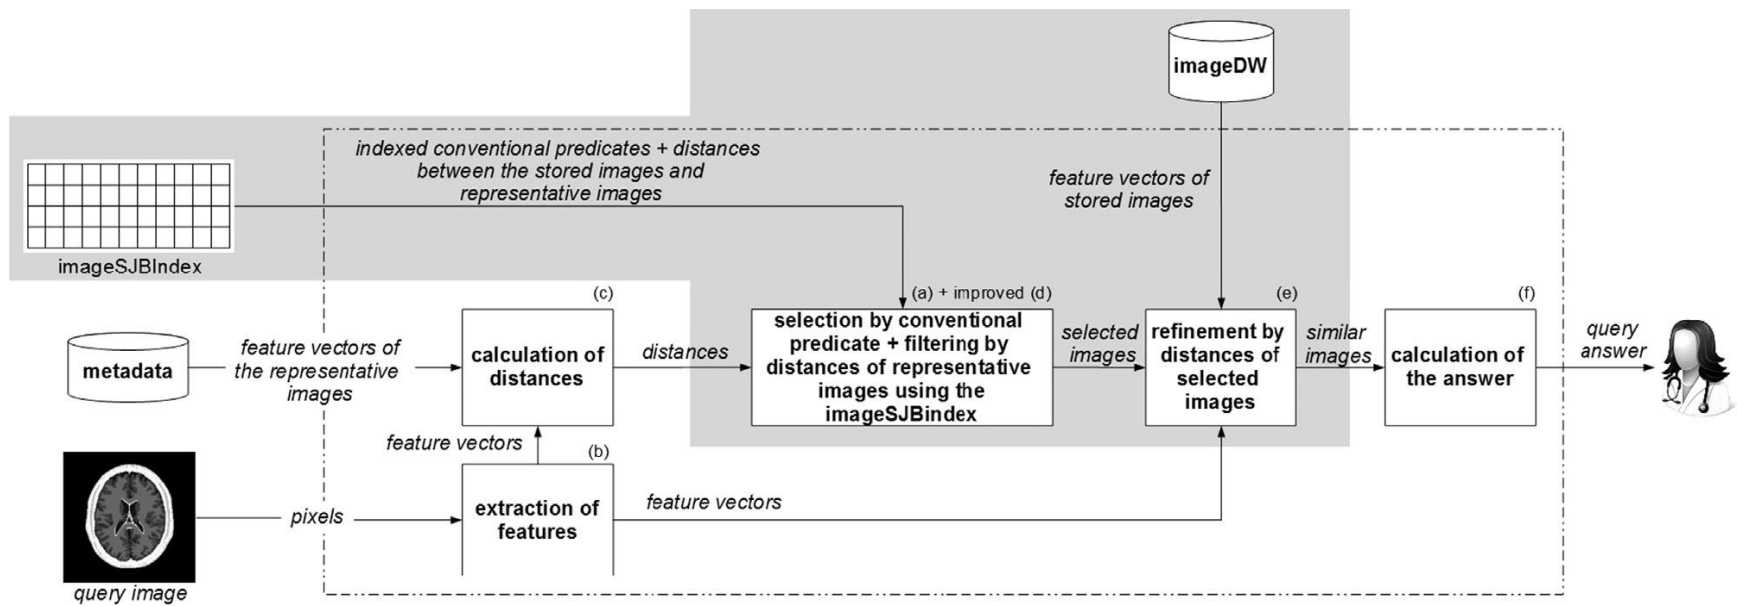 imageDW
indexed conventional predicates + distances
between the stored images and
representative images
feature vectors of
stored images
imageSJBIndex
(c)
(a) + improved (d)
(e)
(f)
metadata
feature vectors of
the representative
images
calculation of
distances
distances
selection by conventional
predicate + filtering by
distances of representative
images using the
imageSJBindex
selected
images
refinement by
distances of
selected
images
similar
images
calculation of
the answer
query
answer
feature vectors
(b)
pixels
extraction of
features
feature vectors
query image